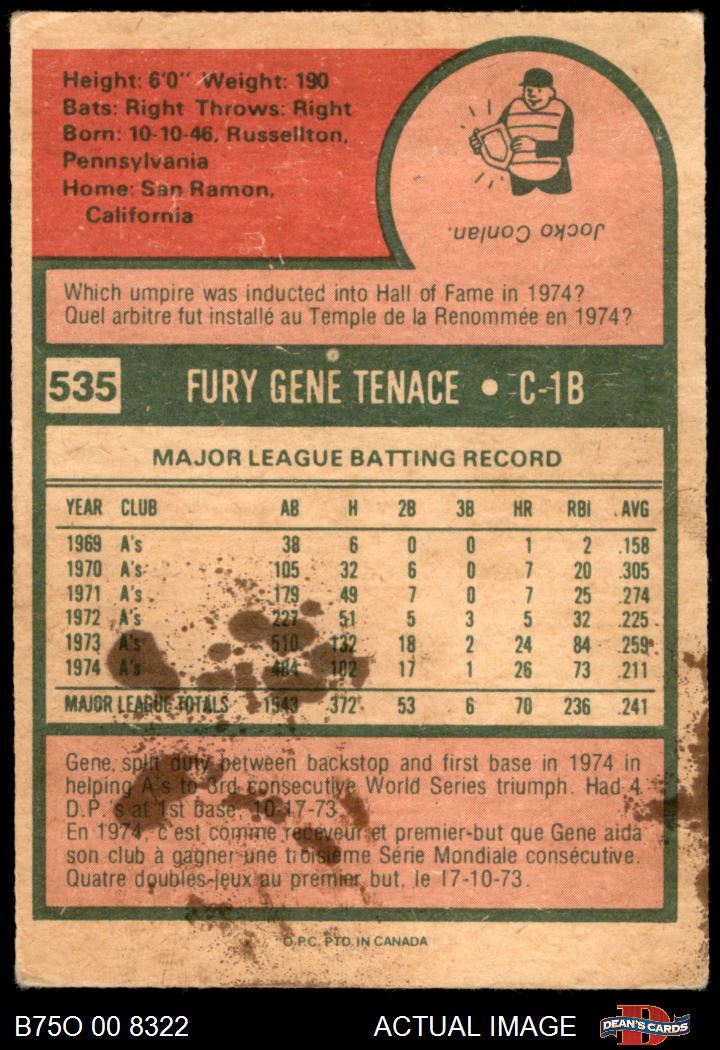 Height: 6'0" Weight: 190
Bats: Right Throws: Right
Born: 10-10-46, Russellton,
Pennsylvania
Home: San Ramon,
California
Jocko Conlan.
Which umpire was inducted into Hall of Fame in 1974?
Quel arbitre fut installé au Temple de la Renommée en 1974?
535 FURY GENE TENACE • C-1B
MAJOR LEAGUE BATTING RECORD
YEAR CLUB AB H 2B 3B HR RBI AVG
1969 A's 38 6 0 0 1 2 .158
1970 A's 105 32 6 0 7 20 .305
1971 A's 179 49 7 0 7 25 .274
1972 A's 227 51 5 3 5 32 .225
1973 A's 510 132 18 2 24 84 .259
1974 A's 484 102 17 1 26 73 .211
MAJOR LEAGUE TOTALS 1543 372 53 6 70 236 .241
Gene, split duty between backstop and first base in 1974 in
helping A's to 3rd consecutive World Series triumph. Had 4
D.P.'s at 1st Base, 10-17-73.
En 1974, c'est comme receveur et premier-but que Gene aida
son club à gagner une troisième Série Mondiale consécutive.
Quatre doubles-jeux au premier but, le 17-10-73.
O.P.C. PTD. IN CANADA
B75O 00 8322 ACTUAL IMAGE D DEAN'S CARDS